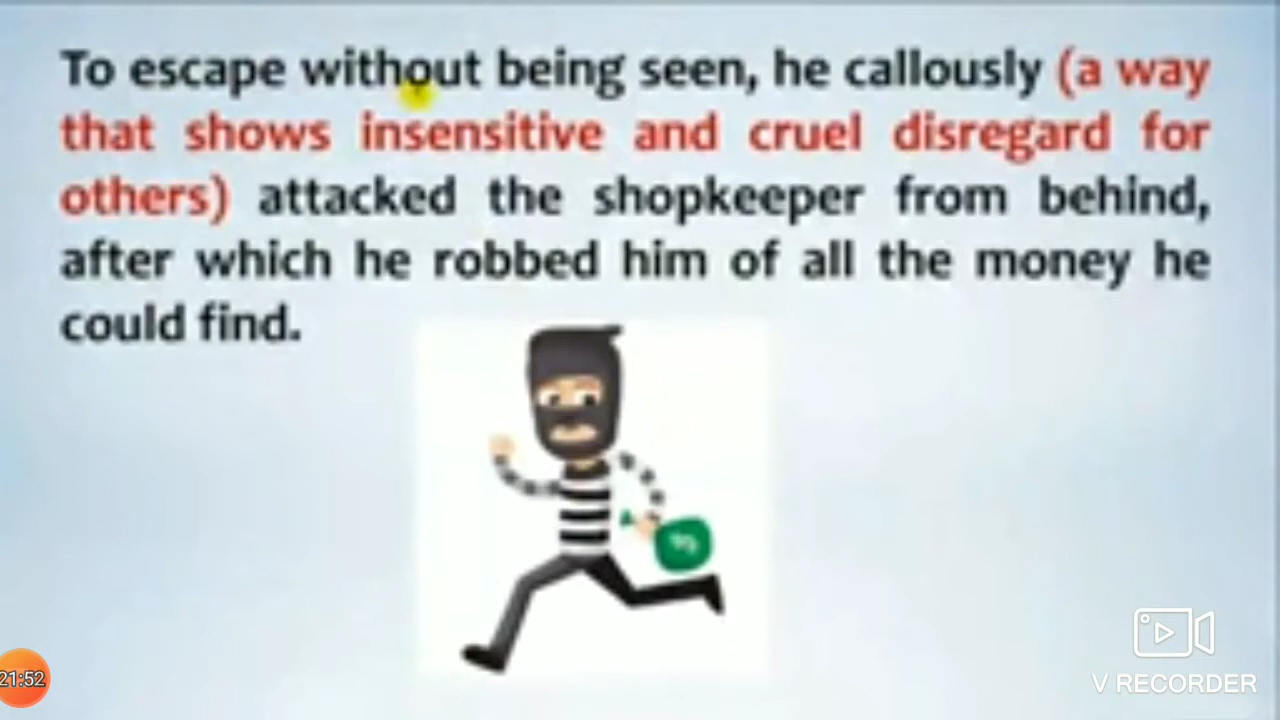 To escape without being seen, he callously (a way
that shows insensitive and cruel disregard for
others) attacked the shopkeeper from behind,
after which he robbed him of all the money he
could find.
21:52
V RECORDER